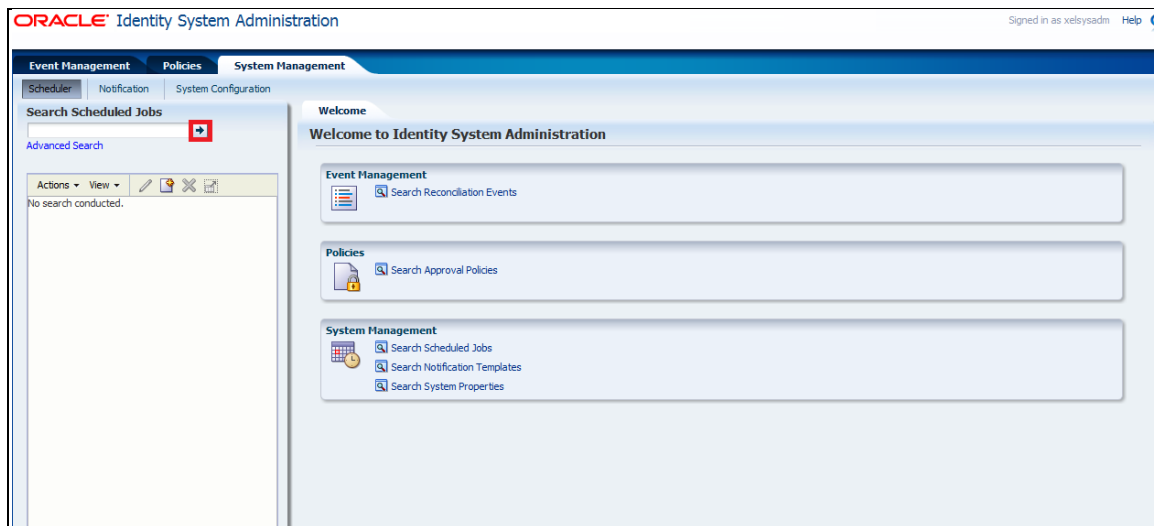 ORACLE Identity System Administration
Signed in as xelsysadm Help
Event Management Policies System Management
Scheduler Notification System Configuration
Search Scheduled Jobs
Advanced Search
Actions View
No search conducted.
Welcome
Welcome to Identity System Administration
Event Management
Search Reconciliation Events
Policies
Search Approval Policies
System Management
Search Scheduled Jobs
Search Notification Templates
Search System Properties